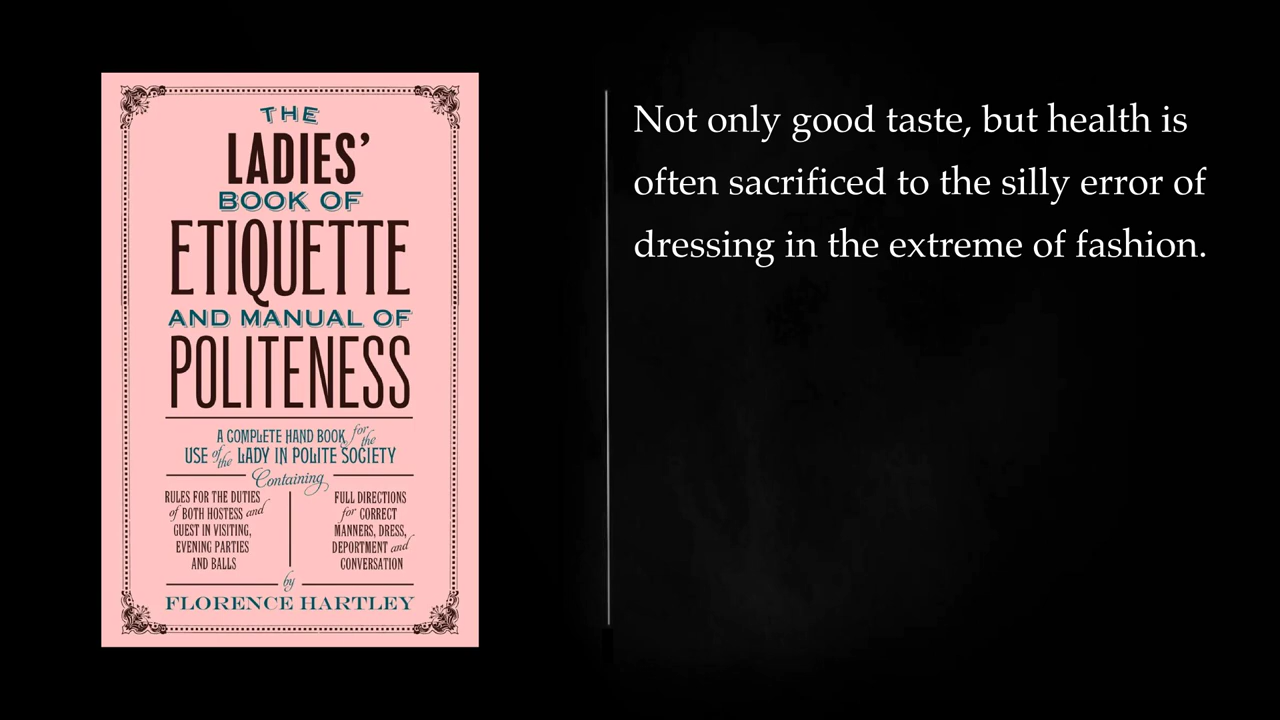 THE
LADIES'
BOOK OF
ETIQUETTE
AND MANUAL OF
POLITENESS
A COMPLETE HAND BOOK for the
USE of the LADY IN POLITE SOCIETY
Containing
RULES FOR THE DUTIES
of BOTH HOSTESS and
GUEST IN VISITING,
EVENING PARTIES
AND BALLS
FULL DIRECTIONS
for CORRECT
MANNERS, DRESS,
DEPORTMENT and
CONVERSATION
by
FLORENCE HARTLEY
Not only good taste, but health is
often sacrificed to the silly error of
dressing in the extreme of fashion.